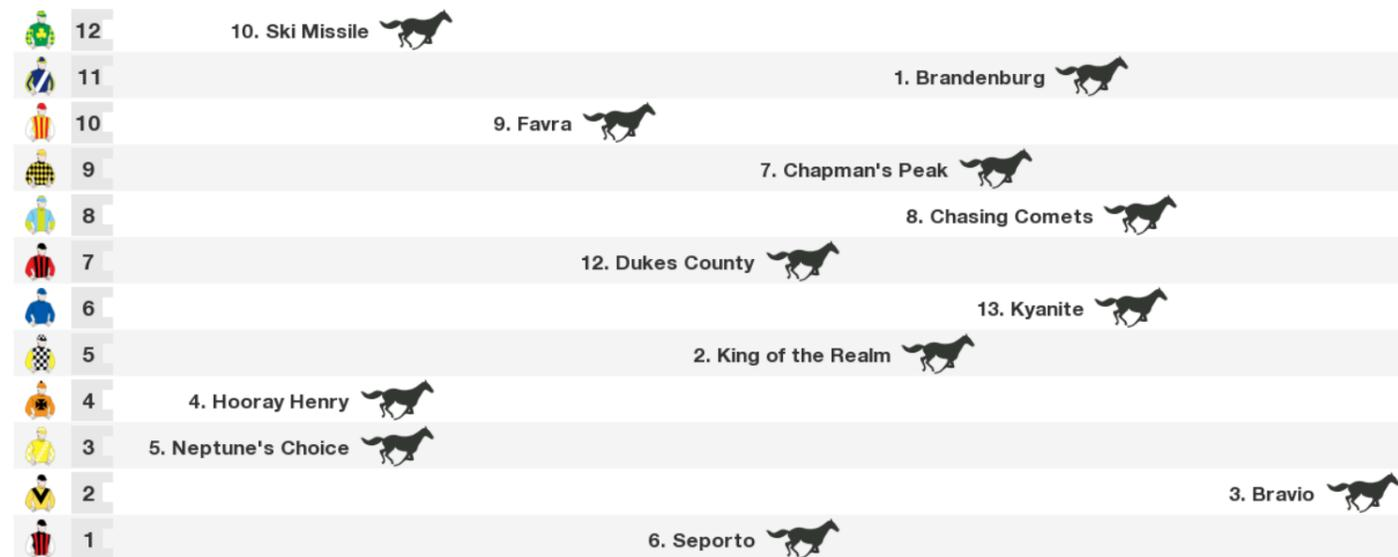 12 10. Ski Missile
11 1. Brandenburg
10 9. Favra
9 7. Chapman's Peak
8 8. Chasing Comets
7 12. Dukes County
6 13. Kyanite
5 2. King of the Realm
4 4. Hooray Henry
3 5. Neptune's Choice
2 3. Bravio
1 6. Seporto